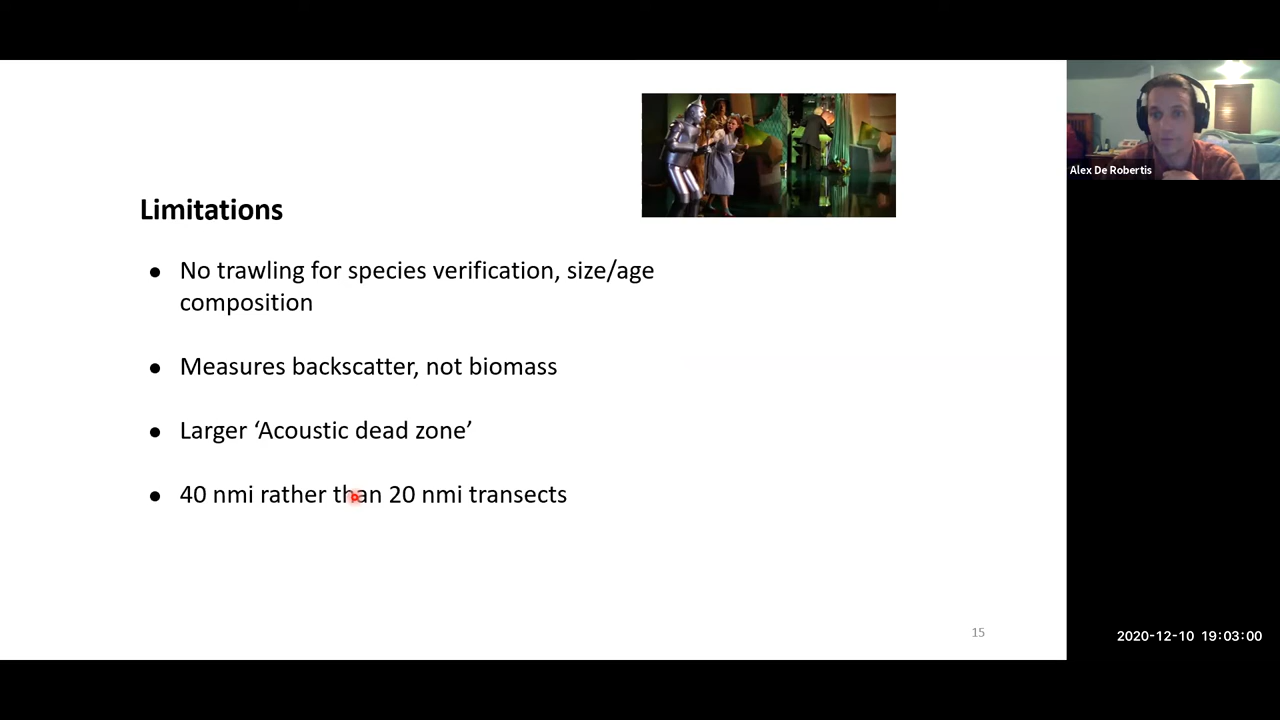 Alex De Robertis
Limitations
● No trawling for species verification, size/age
composition
● Measures backscatter, not biomass
● Larger ‘Acoustic dead zone’
● 40 nmi rather than 20 nmi transects
15
2020-12-10 19:03:00